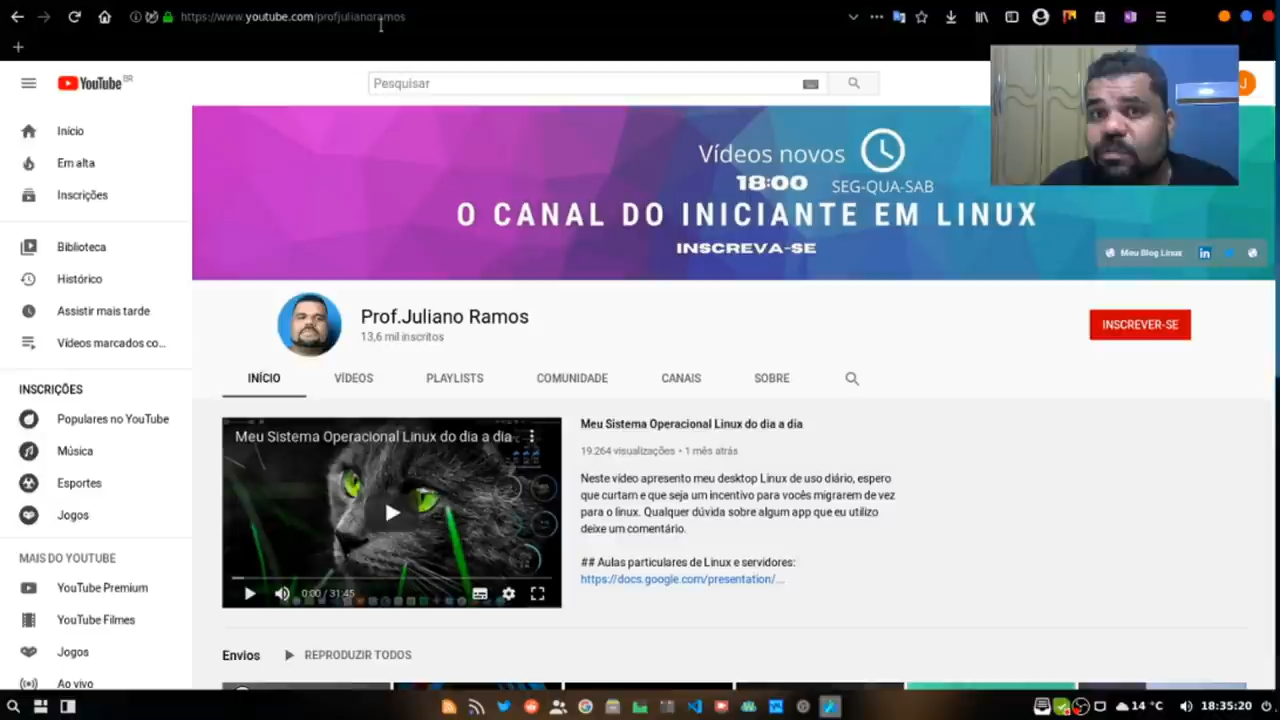 https://www.youtube.com/profjulianoramos
YouTube BR
Pesquisar
Início
Em alta
Inscrições
Biblioteca
Histórico
Assistir mais tarde
Vídeos marcados co...
INSCRIÇÕES
Populares no YouTube
Música
Esportes
Jogos
MAIS DO YOUTUBE
YouTube Premium
YouTube Filmes
Jogos
Ao vivo
Vídeos novos
18:00 SEG-QUA-SAB
O CANAL DO INICIANTE EM LINUX
INSCREVA-SE
Meu Blog Linux
J
Prof.Juliano Ramos
13,6 mil inscritos
INSCREVER-SE
INÍCIO VÍDEOS PLAYLISTS COMUNIDADE CANAIS SOBRE
Meu Sistema Operacional Linux do dia a dia
0:00 / 31:45
Meu Sistema Operacional Linux do dia a dia
19.264 visualizações • 1 mês atrás
Neste vídeo apresento meu desktop Linux de uso diário, espero
que curtam e que seja um incentivo para vocês migrarem de vez
para o linux. Qualquer dúvida sobre algum app que eu utilizo
deixe um comentário.
## Aulas particulares de Linux e servidores:
https://docs.google.com/presentation/...
Envios REPRODUZIR TODOS
14 °C 18:35:20